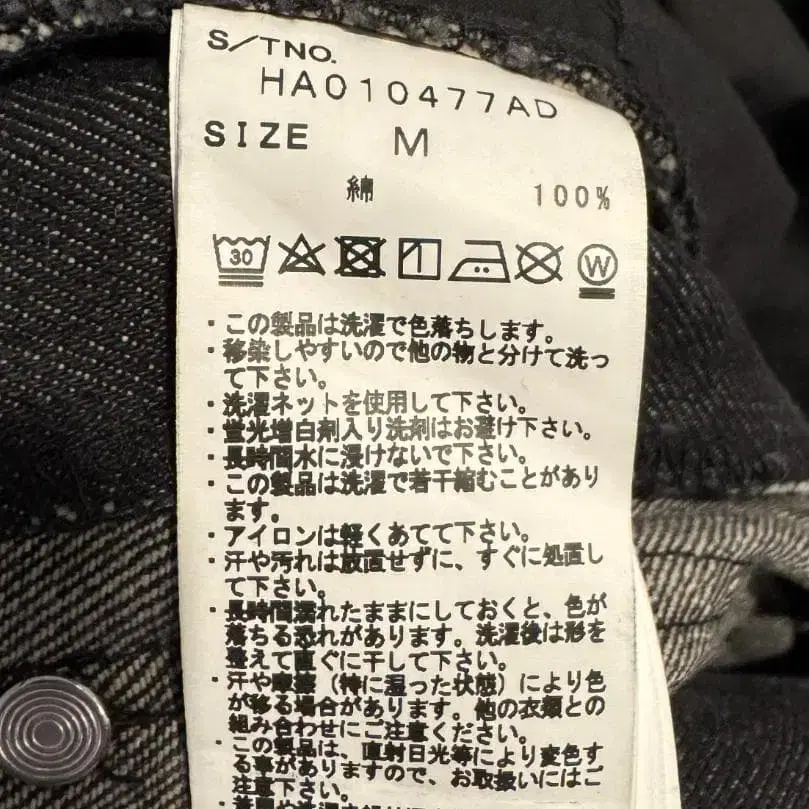 S/TNO.
HA010477AD
SIZE M
綿 100%
30 W
・この製品は洗濯で色落ちします。
・移染しやすいので他の物と分けて洗っ
て下さい。
・洗濯ネットを使用して下さい。
・蛍光増白剤入り洗剤はお避け下さい。
・長時間水に浸けないで下さい。
・この製品は洗濯で若干縮むことがあり
ます。
・アイロンは軽くあてて下さい。
・汗や汚れは放置せずに、すぐに処置し
て下さい。
・長時間濡れたままにしておくと、色が
落ちる恐れがあります。洗濯後は形を
整えて直ぐに干して下さい。
・汗や摩擦（特に湿った状態）により色
が移る場合があります。他の衣類との
組み合わせにご注意ください。
・この製品は、直射日光等により変色す
る事がありますので、お取扱いにはご
注意下さい。